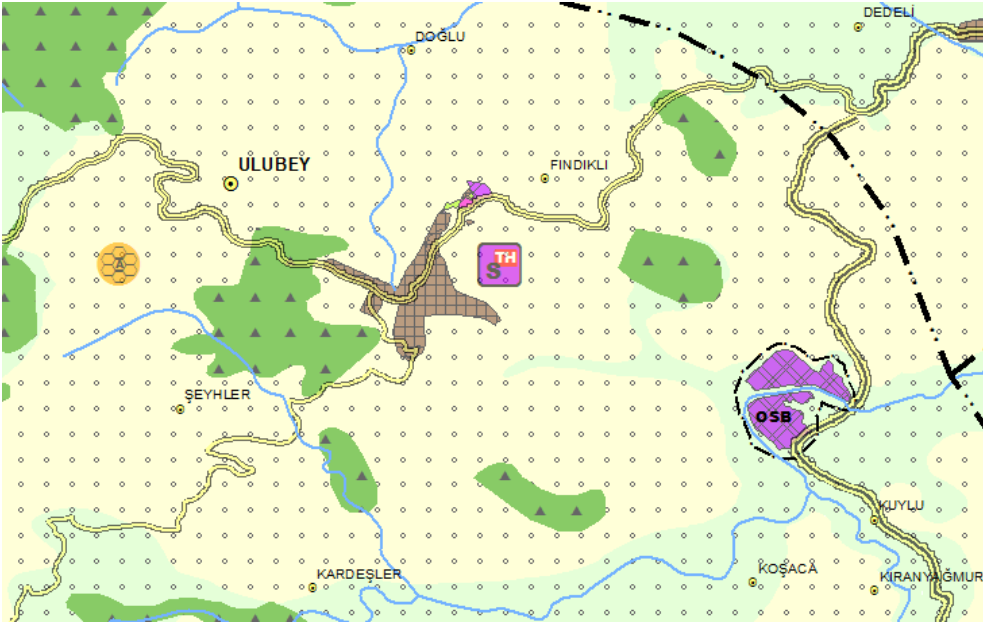 DEDELİ
DOĞLU
ULUBEY
FINDIKLI
A
TH
S
ŞEYHLER
OSB
KUYLU
KARDEŞLER
KOŞACA
KIRANYAĞMUR